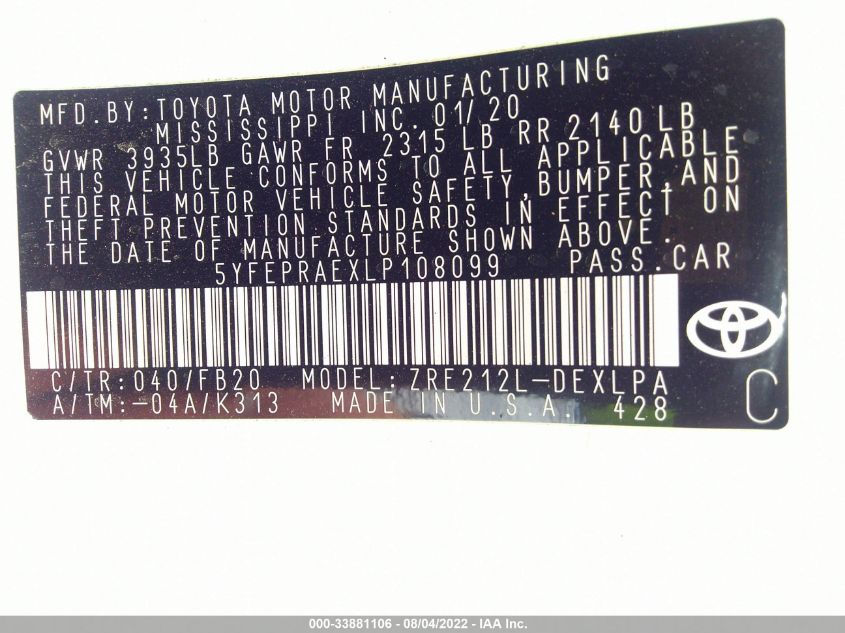 MFD.BY:TOYOTA MOTOR MANUFACTURING
MISSISSIPPI INC. 01/20
GVWR 3935LB GAWR FR 2315 LB RR 2140 LB
THIS VEHICLE CONFORMS TO ALL APPLICABLE
FEDERAL MOTOR VEHICLE SAFETY, BUMPER, AND
THEFT PREVENTION STANDARDS IN EFFECT ON
THE DATE OF MANUFACTURE SHOWN ABOVE.
5YFEPRAEXLP108099 PASS.CAR
C/TR:040/FB20 MODEL:ZRE212L-DEXLPA
A/TM:-04A/K313 MADE IN U.S.A. 428 C
000-33881106 - 08/04/2022 - IAA Inc.